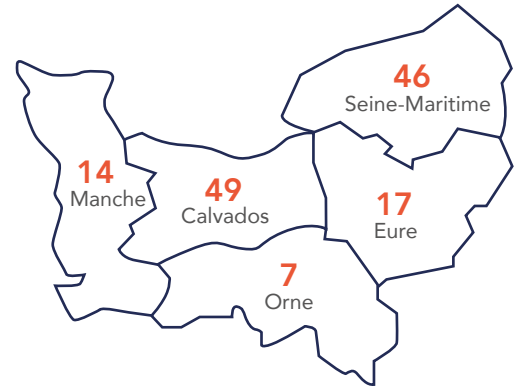 46
Seine-Maritime
14
Manche
49
Calvados
17
Eure
7
Orne